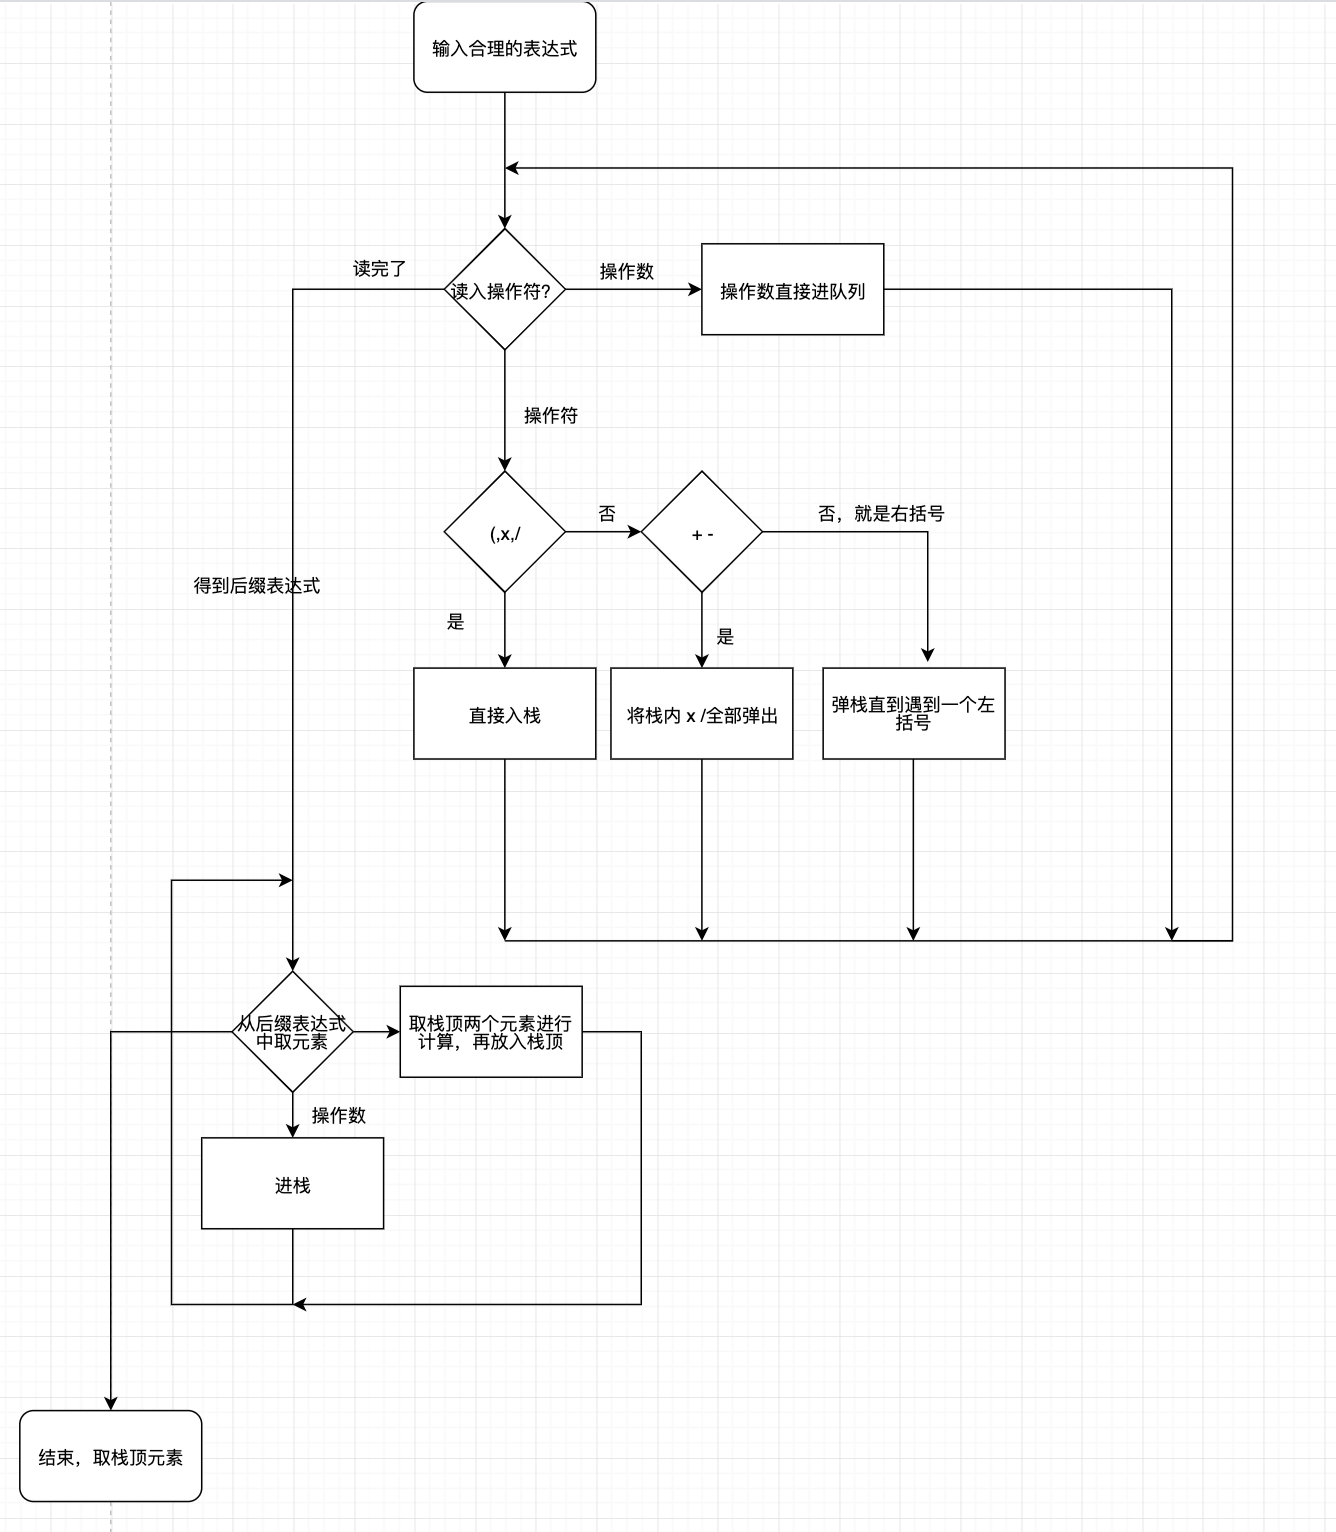 输入合理的表达式
读完了
读入操作符?
操作数
操作数直接进队列
操作符
(,x,/
否
+ -
否，就是右括号
得到后缀表达式
是
是
直接入栈
将栈内 x /全部弹出
弹栈直到遇到一个左
括号
从后缀表达式
中取元素
取栈顶两个元素进行
计算，再放入栈顶
操作数
进栈
结束，取栈顶元素